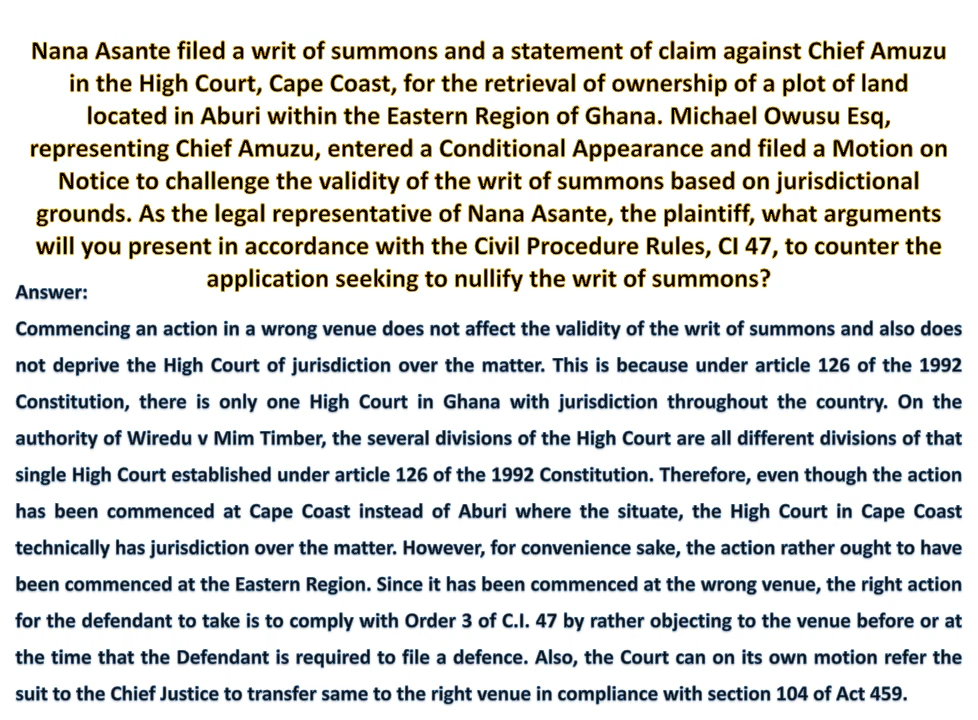 Nana Asante filed a writ of summons and a statement of claim against Chief Amuzu
in the High Court, Cape Coast, for the retrieval of ownership of a plot of land
located in Aburi within the Eastern Region of Ghana. Michael Owusu Esq,
representing Chief Amuzu, entered a Conditional Appearance and filed a Motion on
Notice to challenge the validity of the writ of summons based on jurisdictional
grounds. As the legal representative of Nana Asante, the plaintiff, what arguments
will you present in accordance with the Civil Procedure Rules, CI 47, to counter the
application seeking to nullify the writ of summons?
Answer:
Commencing an action in a wrong venue does not affect the validity of the writ of summons and also does
not deprive the High Court of jurisdiction over the matter. This is because under article 126 of the 1992
Constitution, there is only one High Court in Ghana with jurisdiction throughout the country. On the
authority of Wiredu v Mim Timber, the several divisions of the High Court are all different divisions of that
single High Court established under article 126 of the 1992 Constitution. Therefore, even though the action
has been commenced at Cape Coast instead of Aburi where the situate, the High Court in Cape Coast
technically has jurisdiction over the matter. However, for convenience sake, the action rather ought to have
been commenced at the Eastern Region. Since it has been commenced at the wrong venue, the right action
for the defendant to take is to comply with Order 3 of C.I. 47 by rather objecting to the venue before or at
the time that the Defendant is required to file a defence. Also, the Court can on its own motion refer the
suit to the Chief Justice to transfer same to the right venue in compliance with section 104 of Act 459.